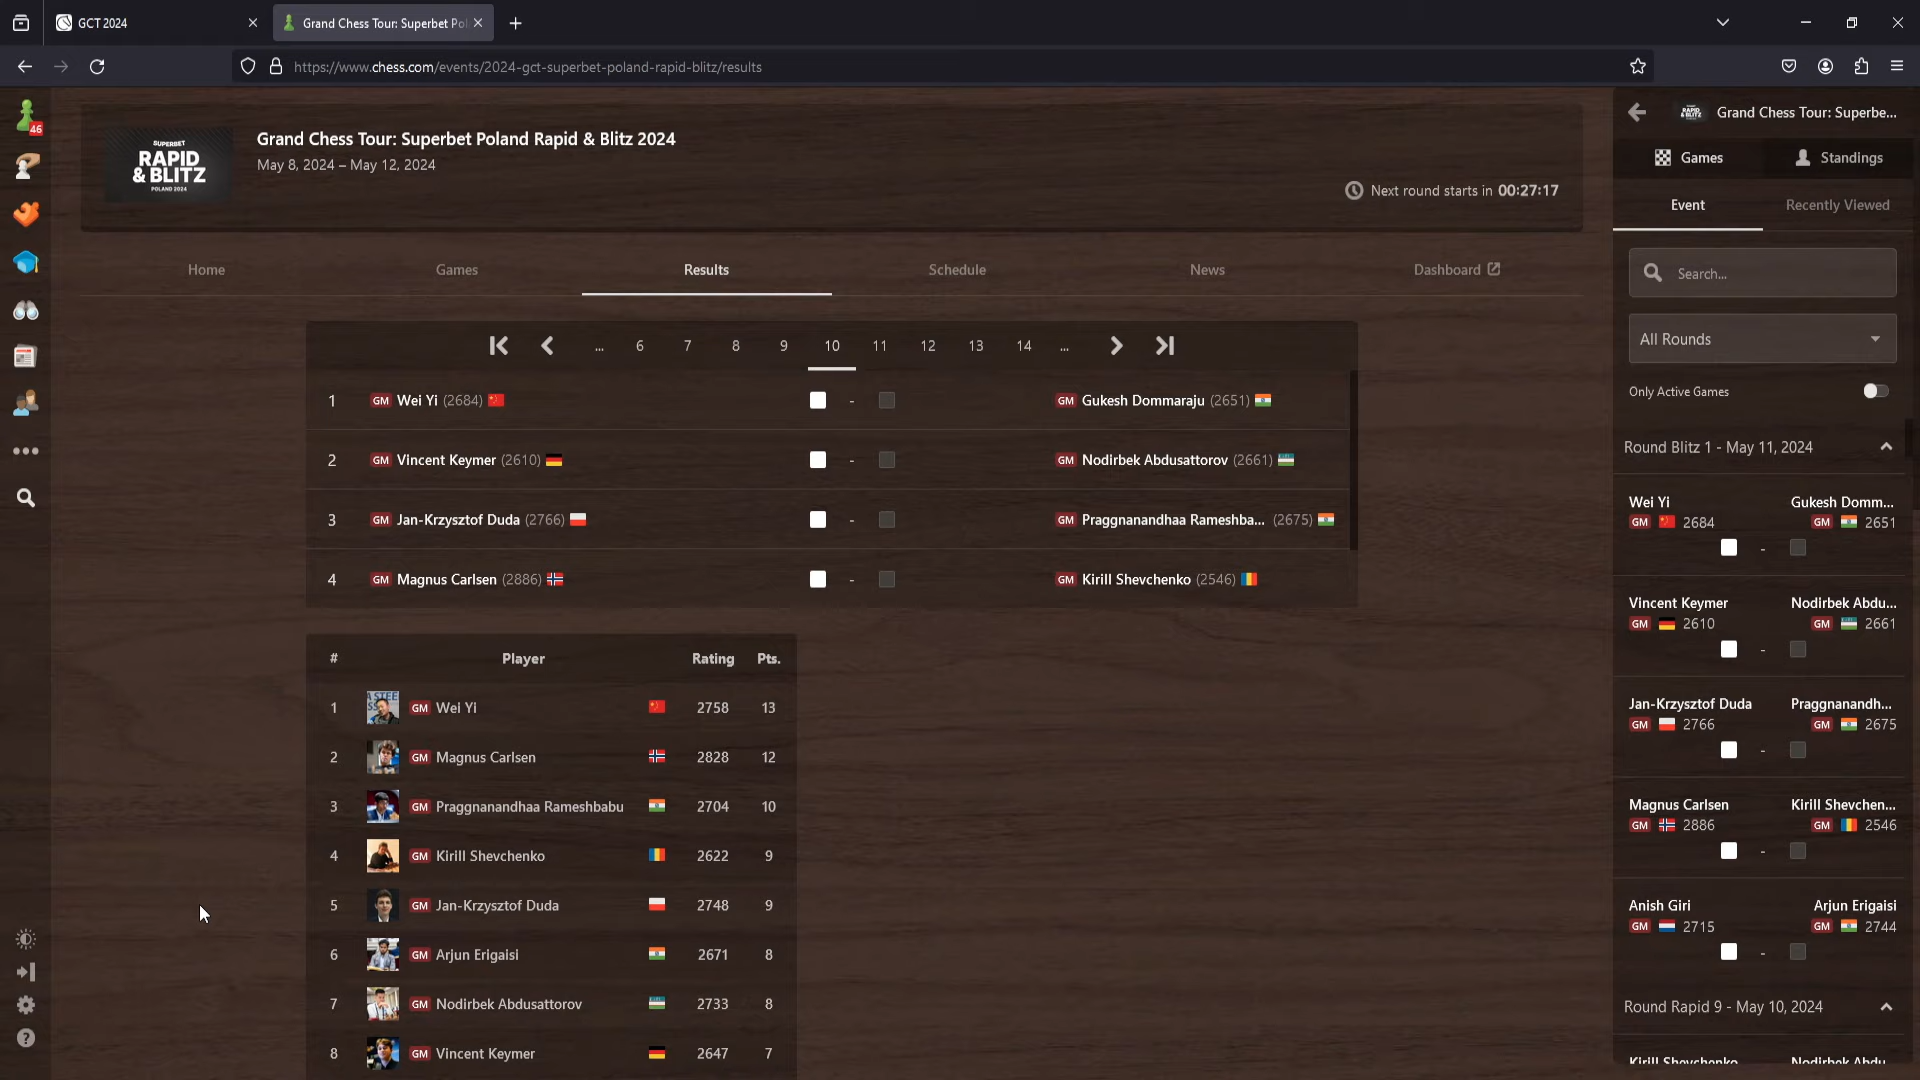 GCT 2024
Grand Chess Tour: Superbet Pol
https://www.chess.com/events/2024-gct-superbet-poland-rapid-blitz/results
46
SUPERBET
RAPID
& BLITZ
POLAND 2024
Grand Chess Tour: Superbet Poland Rapid & Blitz 2024
May 8, 2024 – May 12, 2024
Next round starts in 00:27:17
Home Games Results Schedule News Dashboard
... 6 7 8 9 10 11 12 13 14 ...
1 GM Wei Yi (2684) - GM Gukesh Dommaraju (2651)
2 GM Vincent Keymer (2610) - GM Nodirbek Abdusattorov (2661)
3 GM Jan-Krzysztof Duda (2766) - GM Praggnanandhaa Rameshba... (2675)
4 GM Magnus Carlsen (2886) - GM Kirill Shevchenko (2546)
# Player Rating Pts.
1 GM Wei Yi 2758 13
2 GM Magnus Carlsen 2828 12
3 GM Praggnanandhaa Rameshbabu 2704 10
4 GM Kirill Shevchenko 2622 9
5 GM Jan-Krzysztof Duda 2748 9
6 GM Arjun Erigaisi 2671 8
7 GM Nodirbek Abdusattorov 2733 8
8 GM Vincent Keymer 2647 7
RAPID & BLITZ Grand Chess Tour: Superbe...
Games Standings
Event Recently Viewed
Search...
All Rounds
Only Active Games
Round Blitz 1 - May 11, 2024
Wei Yi Gukesh Domm...
GM 2684 GM 2651
-
Vincent Keymer Nodirbek Abdu...
GM 2610 GM 2661
-
Jan-Krzysztof Duda Praggnanandh...
GM 2766 GM 2675
-
Magnus Carlsen Kirill Shevchen...
GM 2886 GM 2546
-
Anish Giri Arjun Erigaisi
GM 2715 GM 2744
-
Round Rapid 9 - May 10, 2024
Kirill Shevchenko Nodirbek Abdu...